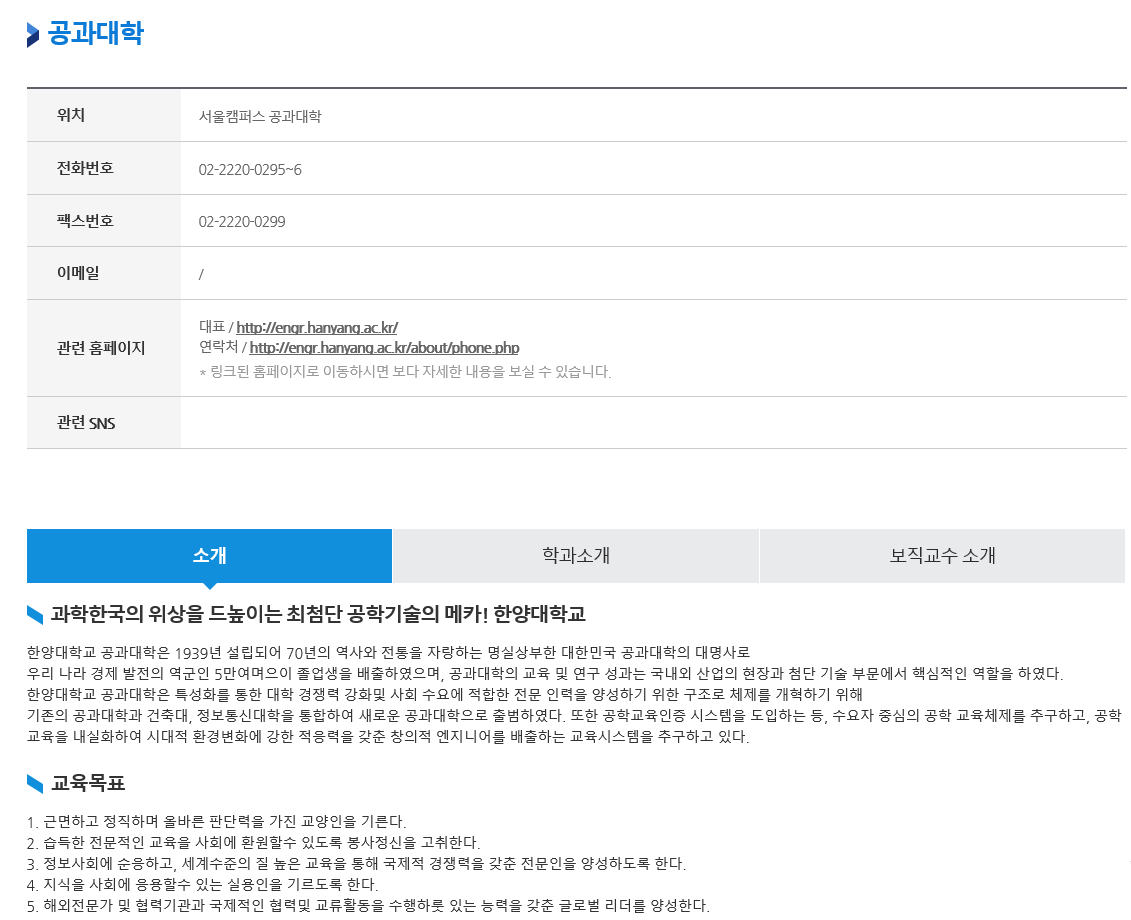 공과대학
위치
서울캠퍼스 공과대학
전화번호
02-2220-0295~6
팩스번호
02-2220-0299
이메일
/
관련 홈페이지
대표 / http://engr.hanyang.ac.kr/
연락처 / http://engr.hanyang.ac.kr/about/phone.php
* 링크된 홈페이지로 이동하시면 보다 자세한 내용을 보실 수 있습니다.
관련 SNS
소개
학과소개
보직교수 소개
과학한국의 위상을 드높이는 최첨단 공학기술의 메카! 한양대학교
한양대학교 공과대학은 1939년 설립되어 70년의 역사와 전통을 자랑하는 명실상부한 대한민국 공과대학의 대명사로
우리 나라 경제 발전의 역군인 5만여며으이 졸업생을 배출하였으며, 공과대학의 교육 및 연구 성과는 국내외 산업의 현장과 첨단 기술 부문에서 핵심적인 역할을 하였다.
한양대학교 공과대학은 특성화를 통한 대학 경쟁력 강화및 사회 수요에 적합한 전문 인력을 양성하기 위한 구조로 체제를 개혁하기 위해
기존의 공과대학과 건축대, 정보통신대학을 통합하여 새로운 공과대학으로 출범하였다. 또한 공학교육인증 시스템을 도입하는 등, 수요자 중심의 공학 교육체제를 추구하고, 공학
교육을 내실화하여 시대적 환경변화에 강한 적응력을 갖춘 창의적 엔지니어를 배출하는 교육시스템을 추구하고 있다.
교육목표
1. 근면하고 정직하며 올바른 판단력을 가진 교양인을 기른다.
2. 습득한 전문적인 교육을 사회에 환원할수 있도록 봉사정신을 고취한다.
3. 정보사회에 순응하고, 세계수준의 질 높은 교육을 통해 국제적 경쟁력을 갖춘 전문인을 양성하도록 한다.
4. 지식을 사회에 응용할수 있는 실용인을 기르도록 한다.
5. 해외전문가 및 협력기관과 국제적인 협력및 교류활동을 수행하룻 있는 능력을 갖춘 글로벌 리더를 양성한다.